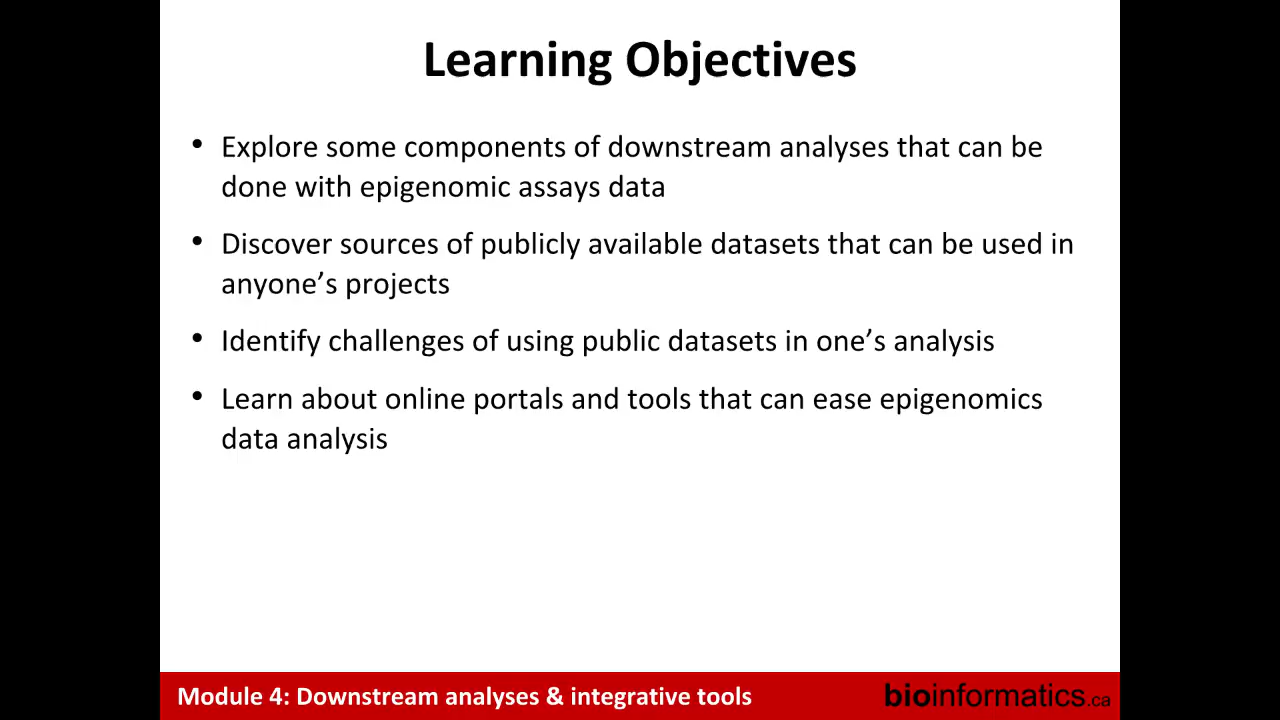 Learning Objectives
• Explore some components of downstream analyses that can be
done with epigenomic assays data
• Discover sources of publicly available datasets that can be used in
anyone’s projects
• Identify challenges of using public datasets in one’s analysis
• Learn about online portals and tools that can ease epigenomics
data analysis
Module 4: Downstream analyses & integrative tools
bioinformatics.ca